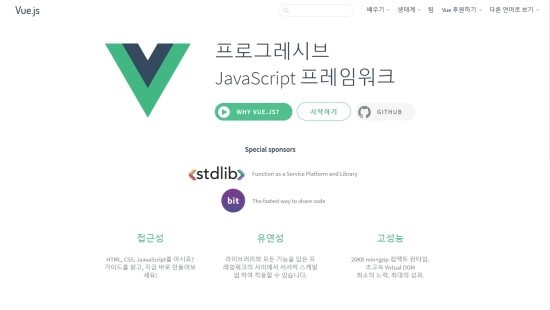 Vue.js
배우기 생태계 팀 Vue 후원하기 다른 언어로 보기
프로그레시브
JavaScript 프레임워크
WHY VUE.JS?
시작하기
GITHUB
Special sponsors
<stdlib>
Function as a Service Platform and Library
bit
The fastest way to share code
접근성
HTML, CSS, JavaScript를 아시죠?
가이드를 읽고, 지금 바로 만들어보
세요!
유연성
라이브러리와 모든 기능을 갖춘 프
레임워크의 사이에서 서서히 스케일
업 하여 적용할 수 있습니다.
고성능
20KB min+gzip 컴팩트 런타임,
초고속 Virtual DOM
최소의 노력, 최대의 성과.